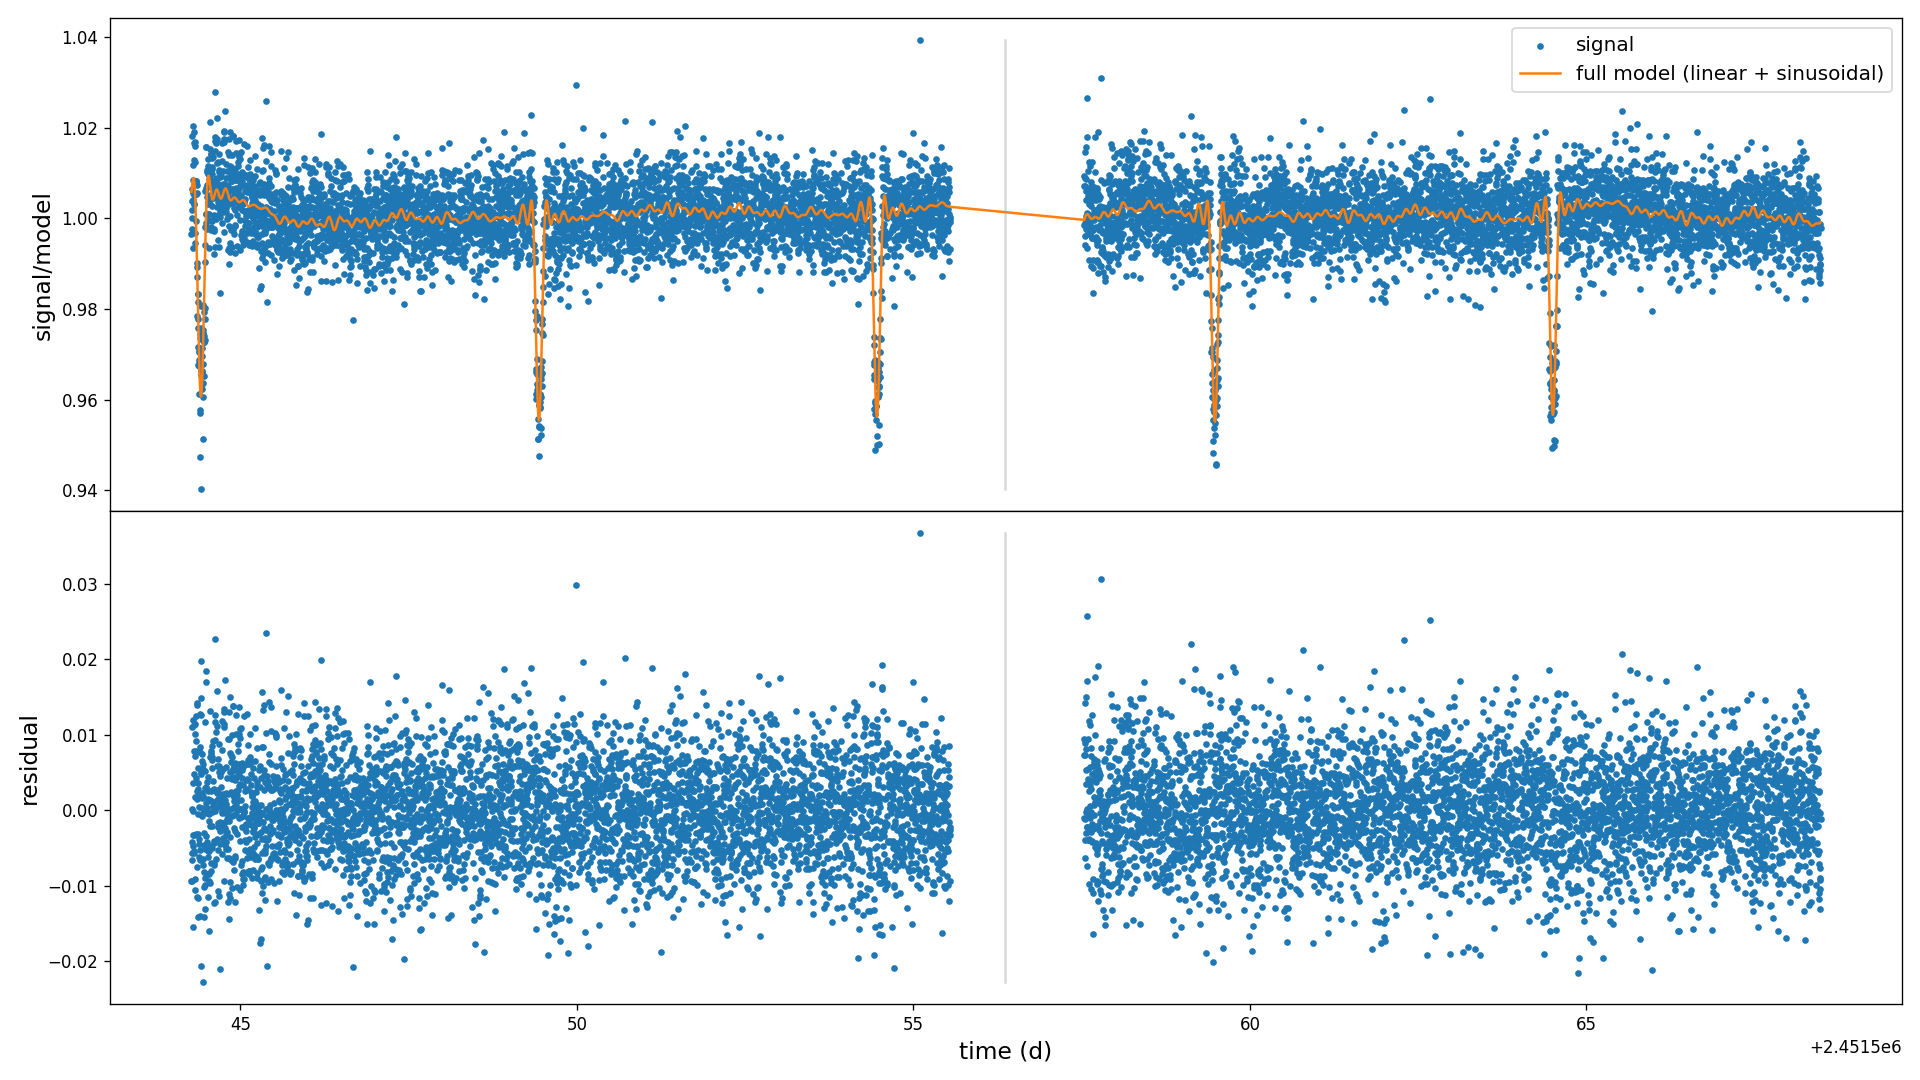 1.04
1.02
1.00
0.98
0.96
0.94
signal/model
signal
full model (linear + sinusoidal)
0.03
0.02
0.01
0.00
−0.01
−0.02
residual
45
50
55
60
65
time (d)
+2.4515e6